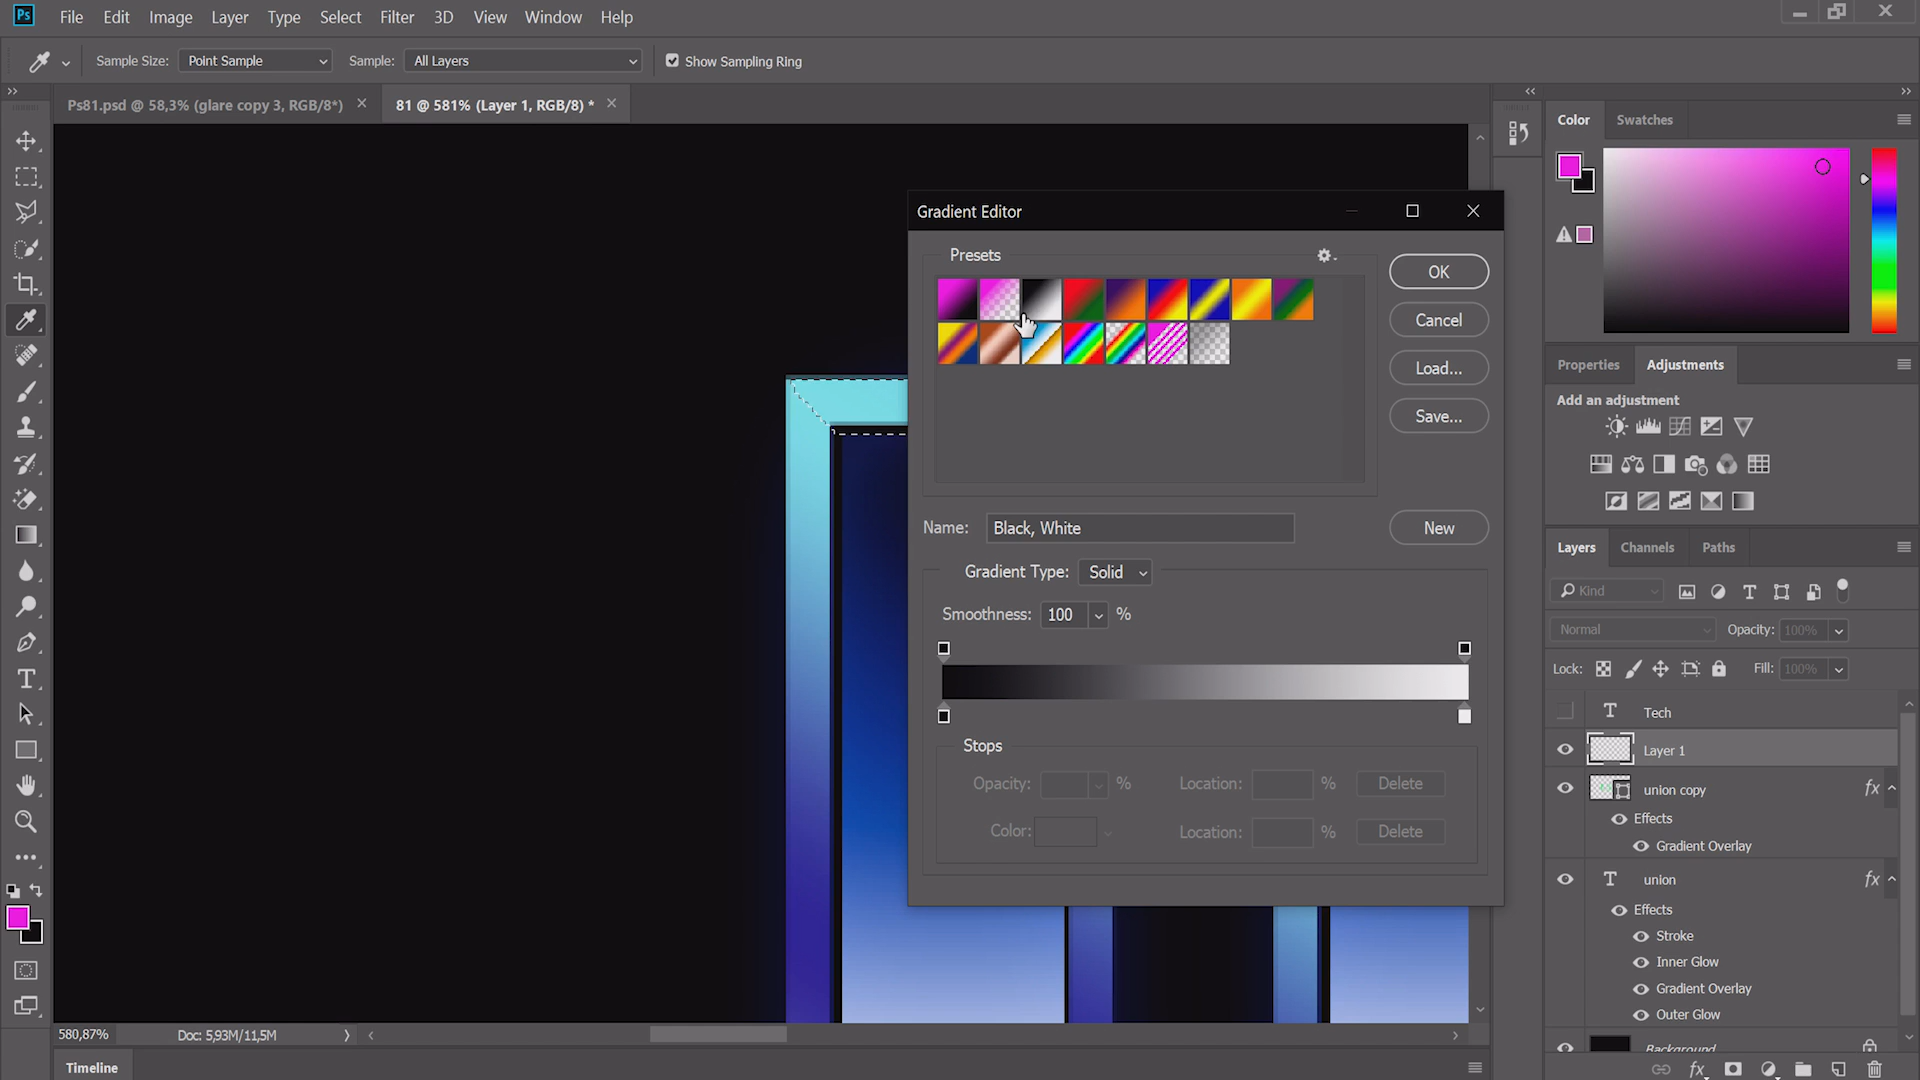 Ps File Edit Image Layer Type Select Filter 3D View Window Help
Sample Size: Point Sample Sample: All Layers Show Sampling Ring
Ps81.psd @ 58,3% (glare copy 3, RGB/8*) 81 @ 581% (Layer 1, RGB/8) *
Color Swatches
Gradient Editor
Presets
OK
Cancel
Load...
Save...
Name: Black, White New
Gradient Type: Solid
Smoothness: 100 %
Stops
Opacity: % Location: % Delete
Color: Location: % Delete
Properties Adjustments
Add an adjustment
Layers Channels Paths
Kind
Normal Opacity: 100%
Lock: Fill: 100%
T Tech
Layer 1
union copy fx
Effects
Gradient Overlay
T union fx
Effects
Stroke
Inner Glow
Gradient Overlay
Outer Glow
Background
fx
580,87% Doc: 5,93M/11,5M
Timeline